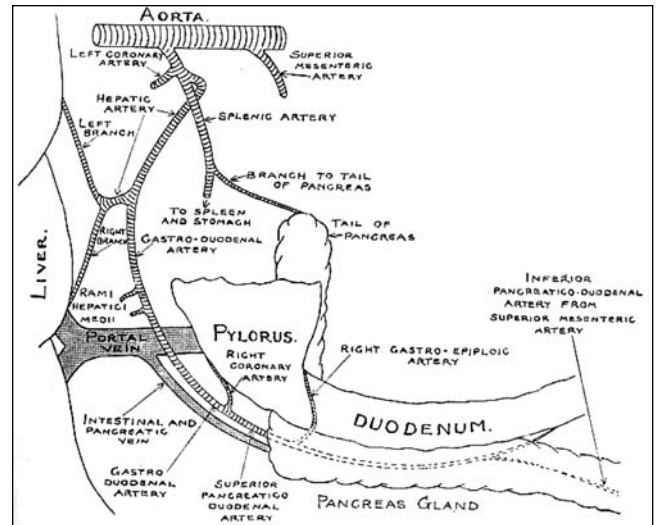 AORTA.
LEFT CORONARY
ARTERY
SUPERIOR
MESENTERIC
ARTERY
HEPATIC
ARTERY
SPLENIC ARTERY
LEFT
BRANCH
BRANCH TO TAIL
OF PANCREAS
TO SPLEEN
AND STOMACH
TAIL OF
PANCREAS
RIGHT
BRANCH
GASTRO-DUODENAL
ARTERY
LIVER.
RAMI
HEPATICI
MEDII
INFERIOR
PANCREATICO-DUODENAL
ARTERY FROM
SUPERIOR MESENTERIC
ARTERY
PORTAL
VEIN
PYLORUS.
RIGHT
CORONARY
ARTERY
RIGHT GASTRO-EPIPLOIC
ARTERY
INTESTINAL AND
PANCREATIC
VEIN
DUODENUM.
GASTRO
DUODENAL
ARTERY
SUPERIOR
PANCREATICO
DUODENAL
ARTERY
PANCREAS GLAND